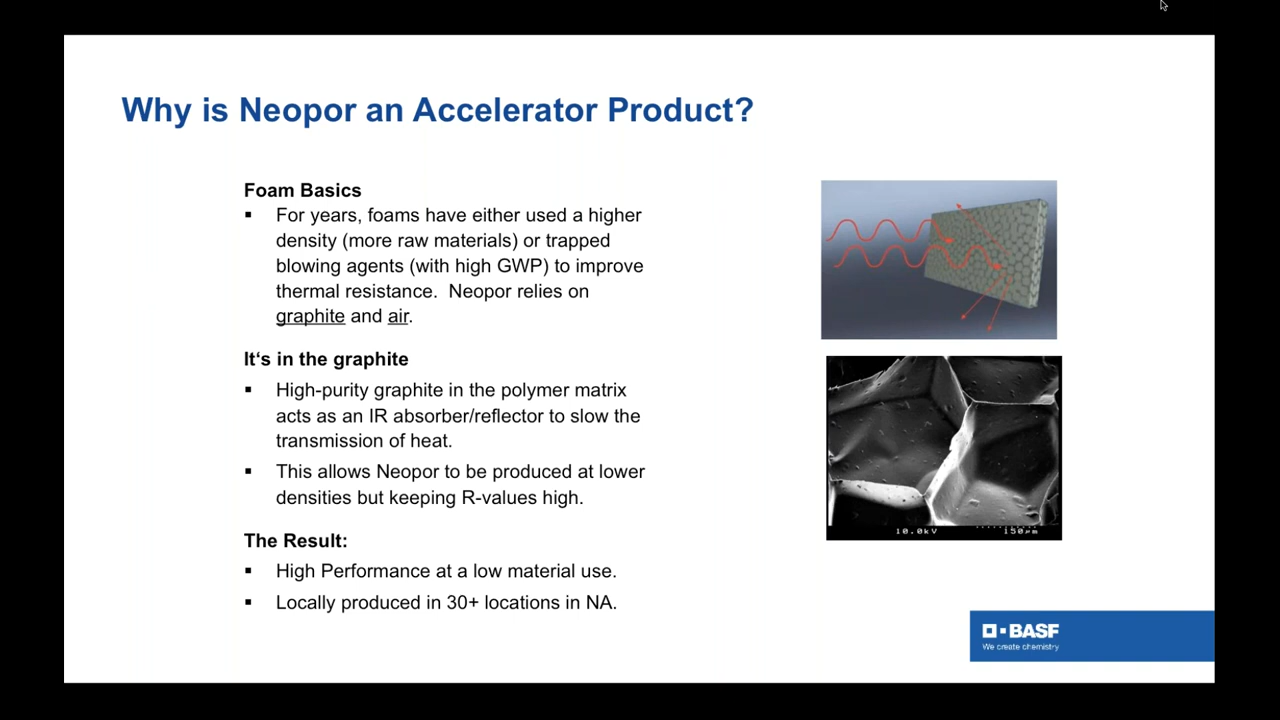 Why is Neopor an Accelerator Product?
Foam Basics
▪ For years, foams have either used a higher
density (more raw materials) or trapped
blowing agents (with high GWP) to improve
thermal resistance.  Neopor relies on
graphite and air.
It‘s in the graphite
▪ High-purity graphite in the polymer matrix
acts as an IR absorber/reflector to slow the
transmission of heat.
▪ This allows Neopor to be produced at lower
densities but keeping R-values high.
The Result:
▪ High Performance at a low material use.
▪ Locally produced in 30+ locations in NA.
10.0kV 150µm
BASF
We create chemistry